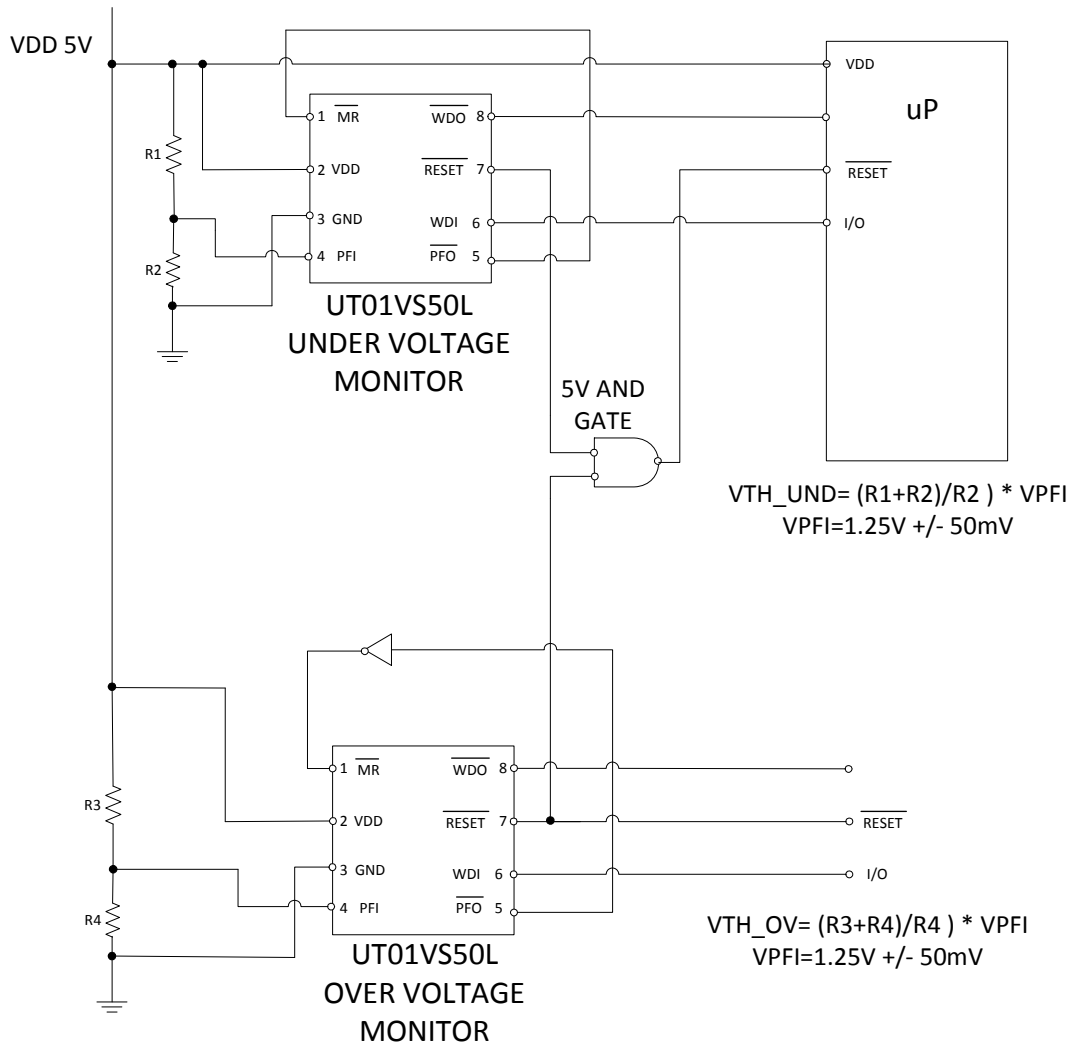 VDD 5V
VDD
uP
R1
1 MR
WDO 8
R2
2 VDD
RESET 7
RESET
3 GND
WDI 6
I/O
4 PFI
PFO 5
UT01VS50L
UNDER VOLTAGE
MONITOR
5V AND
GATE
VTH_UND= (R1+R2)/R2 ) * VPFI
VPFI=1.25V +/- 50mV
1 MR
WDO 8
R3
2 VDD
RESET 7
RESET
3 GND
WDI 6
I/O
R4
4 PFI
PFO 5
UT01VS50L
OVER VOLTAGE
MONITOR
VTH_OV= (R3+R4)/R4 ) * VPFI
VPFI=1.25V +/- 50mV